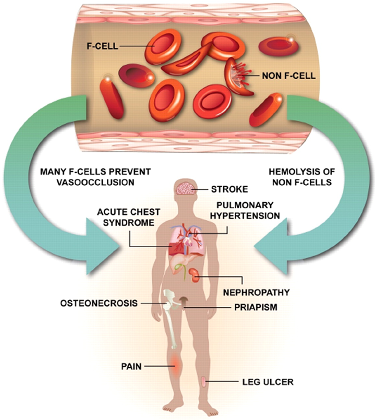 F-CELL
NON F-CELL
MANY F-CELLS PREVENT
VASOOCCLUSION
HEMOLYSIS OF
NON F-CELLS
STROKE
PULMONARY
HYPERTENSION
ACUTE CHEST
SYNDROME
NEPHROPATHY
OSTEONECROSIS
PRIAPISM
PAIN
LEG ULCER